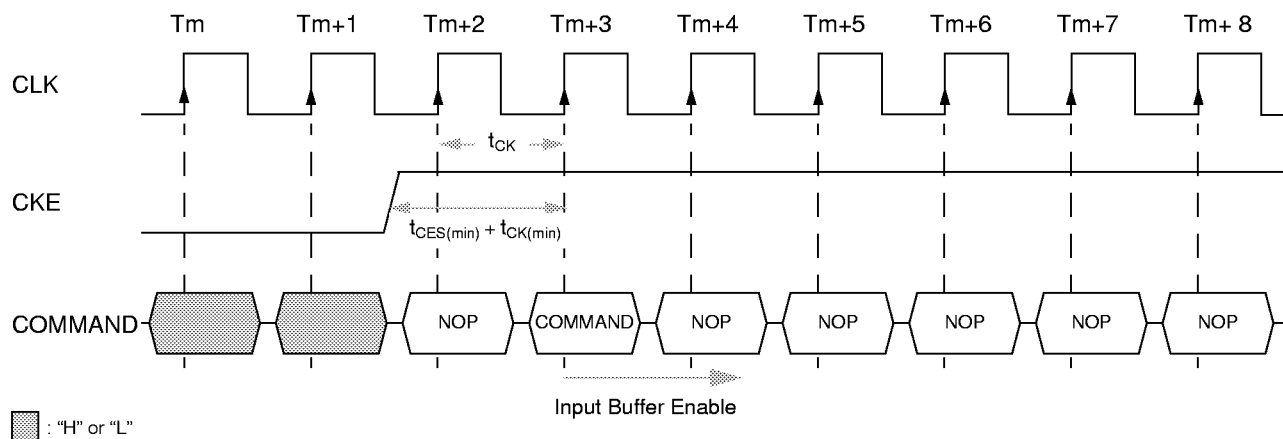 Tm Tm+1 Tm+2 Tm+3 Tm+4 Tm+5 Tm+6 Tm+7 Tm+ 8
CLK
tCK
CKE
tCES(min) + tCK(min)
COMMAND NOP COMMAND NOP NOP NOP NOP NOP
Input Buffer Enable
: “H” or “L”